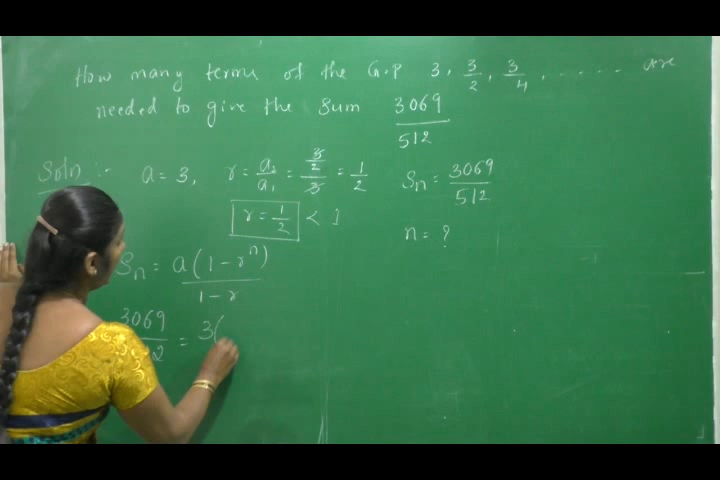 How many terms of the G.P 3, 3/2, 3/4, ..... are
needed to give the sum 3069/512
Soln :- a = 3, r = a₂/a₁ = 3/2/3 = 1/2 Sn = 3069/512
r = 1/2 < 1 n = ?
Sn = a(1 - rⁿ)/1 - r
3069/ 2 = 3(